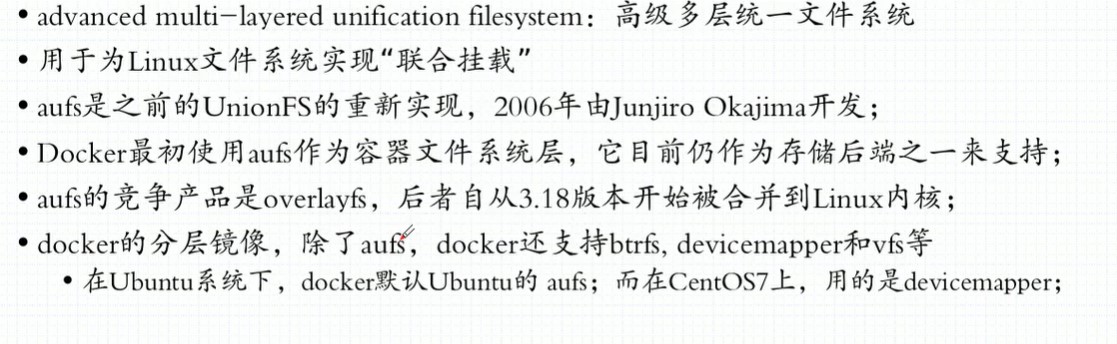 • advanced multi-layered unification filesystem：高级多层统一文件系统
• 用于为Linux文件系统实现“联合挂载”
• aufs是之前的UnionFS的重新实现，2006年由Junjiro Okajima开发；
• Docker最初使用aufs作为容器文件系统层，它目前仍作为存储后端之一来支持；
• aufs的竞争产品是overlayfs，后者自从3.18版本开始被合并到Linux内核；
• docker的分层镜像，除了aufs，docker还支持btrfs, devicemapper和vfs等
• 在Ubuntu系统下，docker默认Ubuntu的 aufs；而在CentOS7上，用的是devicemapper；